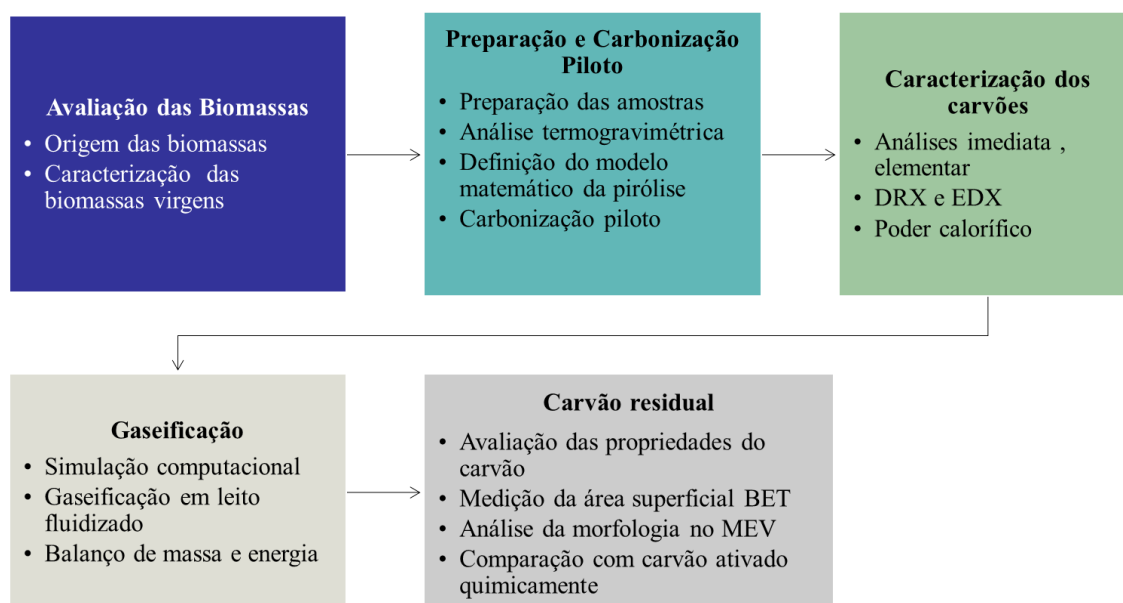 Avaliação das Biomassas
• Origem das biomassas
• Caracterização das
biomassas virgens
Preparação e Carbonização
Piloto
• Preparação das amostras
• Análise termogravimétrica
• Definição do modelo
matemático da pirólise
• Carbonização piloto
Caracterização dos
carvões
• Análises imediata ,
elementar
• DRX e EDX
• Poder calorífico
Gaseificação
• Simulação computacional
• Gaseificação em leito
fluidizado
• Balanço de massa e energia
Carvão residual
• Avaliação das propriedades do
carvão
• Medição da área superficial BET
• Análise da morfologia no MEV
• Comparação com carvão ativado
quimicamente